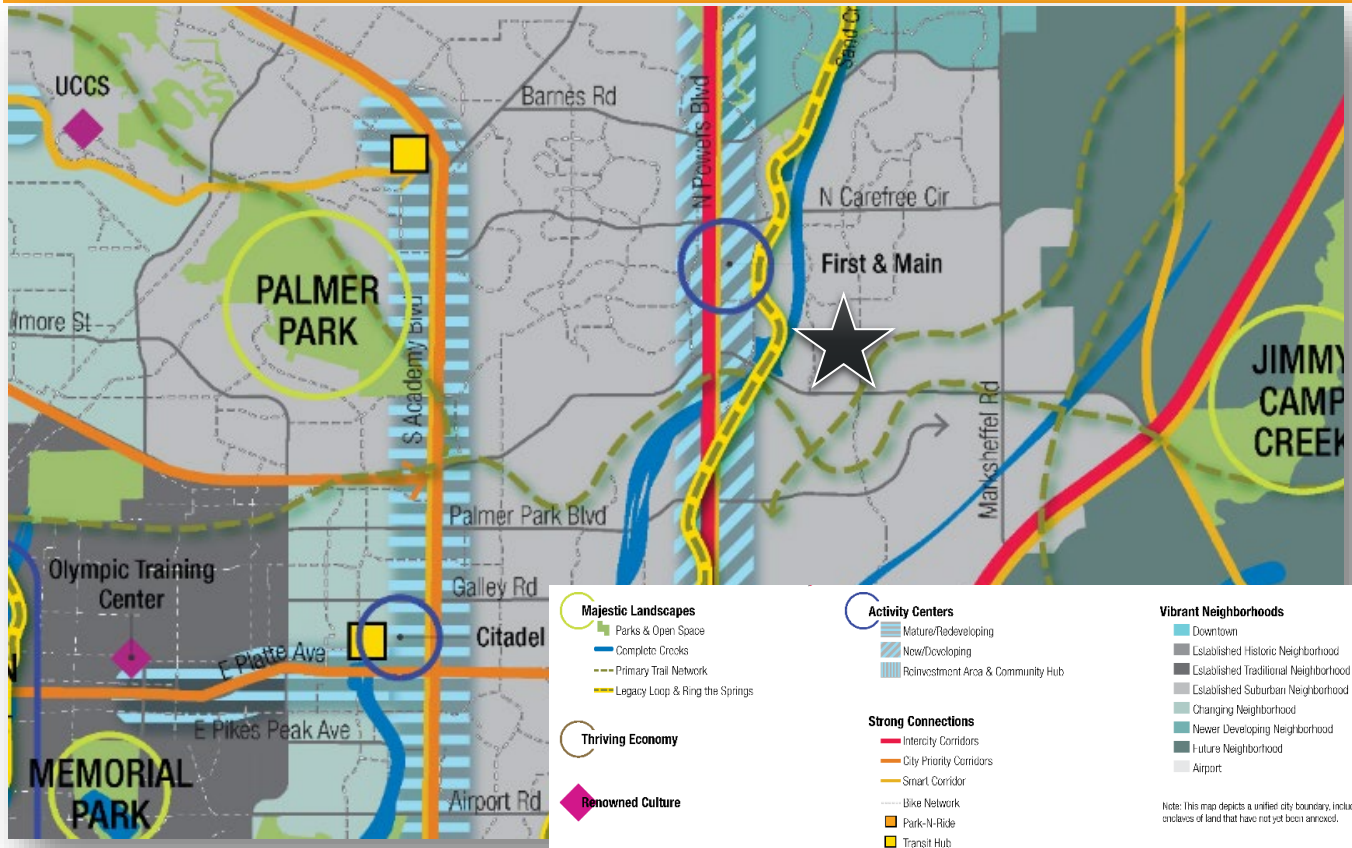 UCCS
Barnes Rd
N Powers Blvd
Sand Cr
N Carefree Cir
First & Main
PALMER
PARK
lmore St
S Academy Blvd
JIMMY
CAMP
CREEK
Marksheffel Rd
Palmer Park Blvd
Olympic Training
Center
Galley Rd
Citadel
E Platte Ave
E Pikes Peak Ave
MEMORIAL
PARK
Airport Rd
N
Majestic Landscapes
Parks & Open Space
Complete Creeks
Primary Trail Network
Legacy Loop & Ring the Springs
Thriving Economy
Renowned Culture
Activity Centers
Mature/Redeveloping
New/Developing
Reinvestment Area & Community Hub
Strong Connections
Intercity Corridors
City Priority Corridors
Smart Corridor
Bike Network
Park-N-Ride
Transit Hub
Vibrant Neighborhoods
Downtown
Established Historic Neighborhood
Established Traditional Neighborhood
Established Suburban Neighborhood
Changing Neighborhood
Newer Developing Neighborhood
Future Neighborhood
Airport
Note: This map depicts a unified city boundary, includ
enclaves of land that have not yet been annexed.